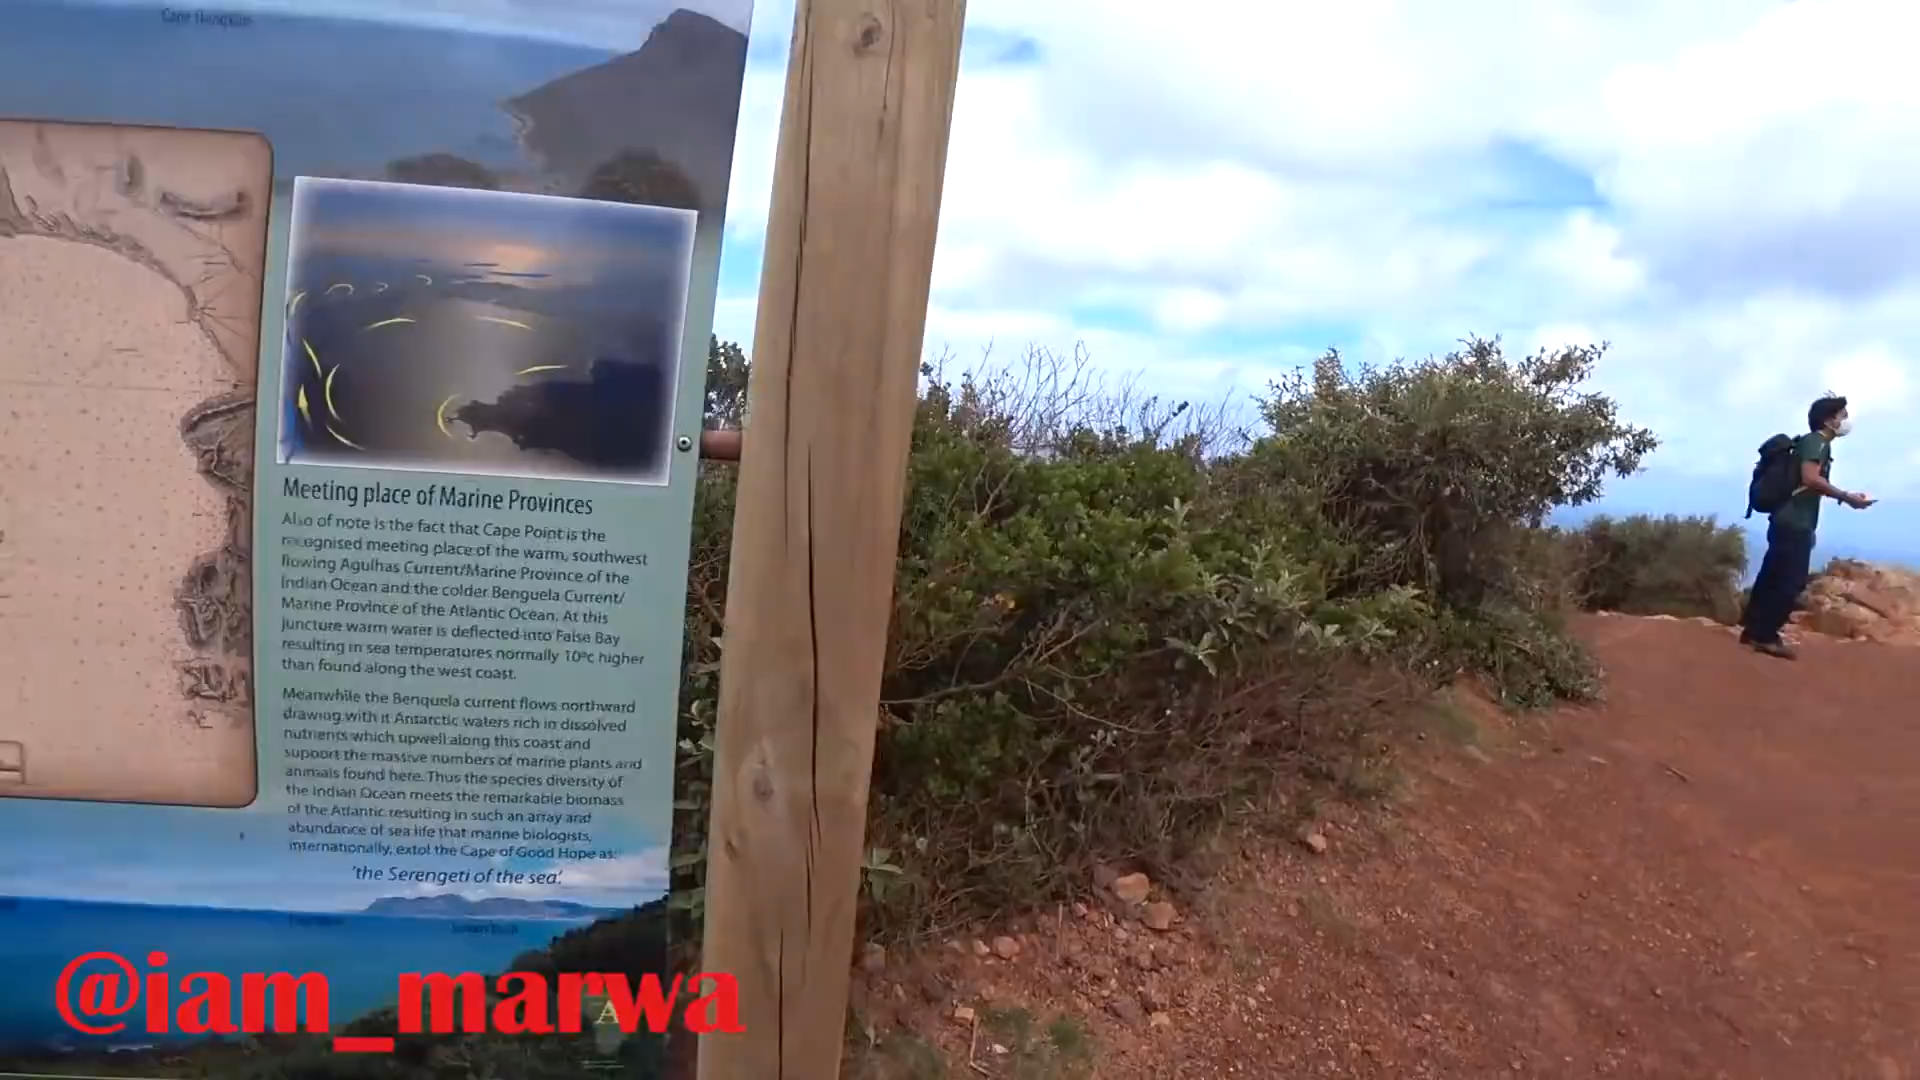 Meeting place of Marine Provinces
Also of note is the fact that Cape Point is the
recognised meeting place of the warm, southwest
flowing Agulhas Current/Marine Province of the
Indian Ocean and the colder Benguela Current/
Marine Province of the Atlantic Ocean. At this
juncture warm water is deflected into False Bay
resulting in sea temperatures normally 10ºc higher
than found along the west coast.
Meanwhile the Benquela current flows northward
drawing with it Antarctic waters rich in dissolved
nutrients which upwell along this coast and
support the massive numbers of marine plants and
animals found here. Thus the species diversity of
the Indian Ocean meets the remarkable biomass
of the Atlantic resulting in such an array and
abundance of sea life that marine biologists,
internationally, extol the Cape of Good Hope as:
'the Serengeti of the sea'.
@iam_marwa